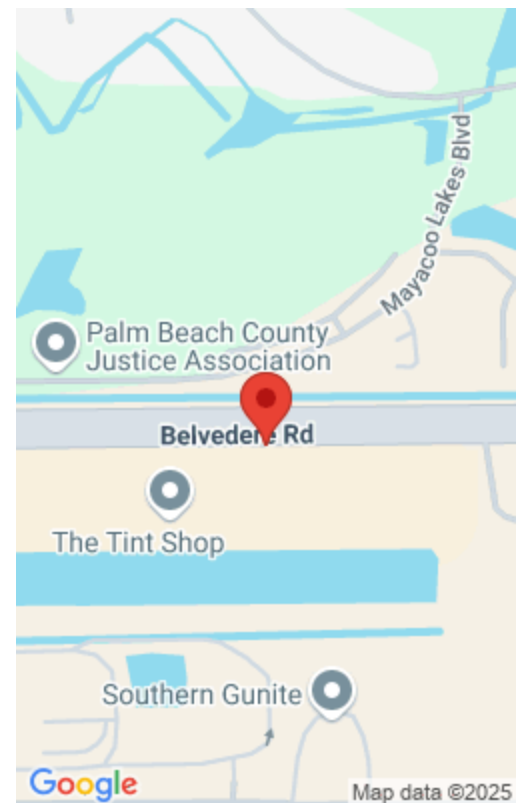 Mayacoo Lakes Blvd
Palm Beach County
Justice Association
Belvedere Rd
The Tint Shop
Southern Gunite
Google
Map data ©2025